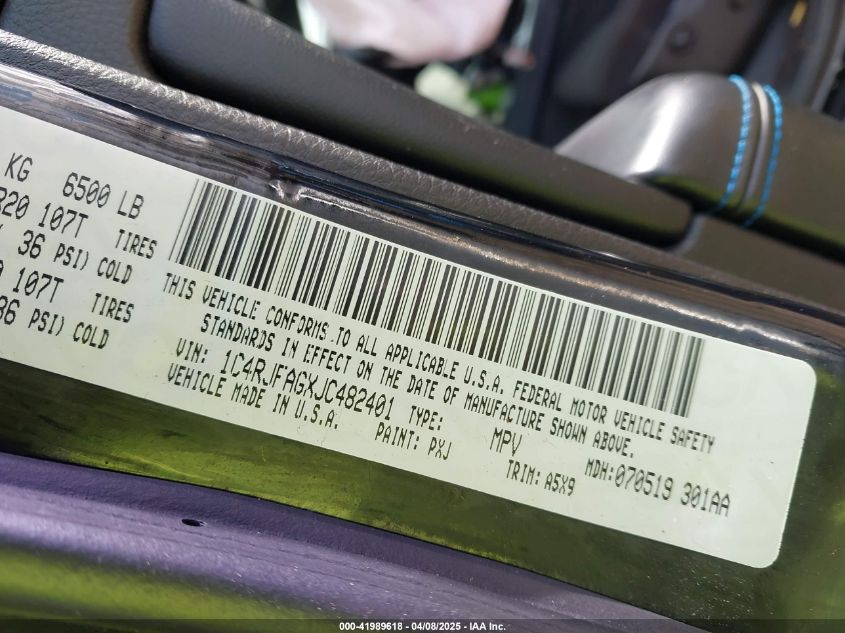 KG 6500 LB
R20 107T TIRES
36 PSI) COLD
107T TIRES
36 PSI) COLD
THIS VEHICLE CONFORMS TO ALL APPLICABLE U.S.A. FEDERAL MOTOR VEHICLE SAFETY
STANDARDS IN EFFECT ON THE DATE OF MANUFACTURE SHOWN ABOVE.
VIN: 1C4RJFAGXJC482401 TYPE: MPV MDH:070519 301AA
VEHICLE MADE IN U.S.A. PAINT: PXJ TRIM: A5X9
000-41989618 - 04/08/2025 - IAA Inc.